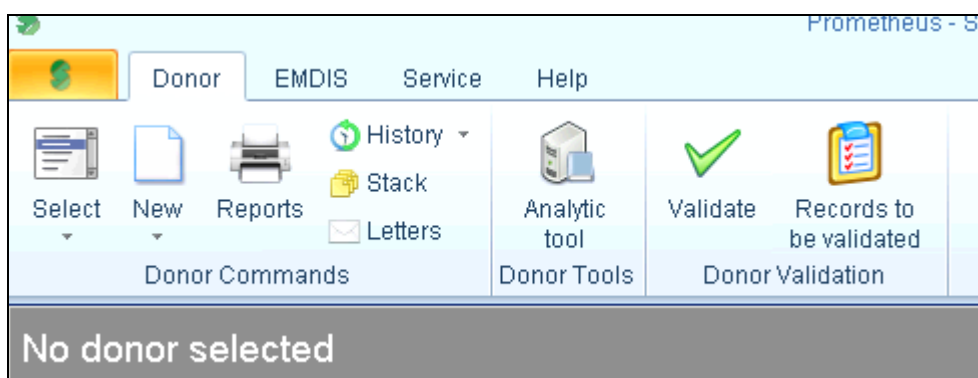 Prometheus - S
Donor EMDIS Service Help
Select
New
Reports
History
Stack
Letters
Donor Commands
Analytic
tool
Donor Tools
Validate
Records to
be validated
Donor Validation
No donor selected